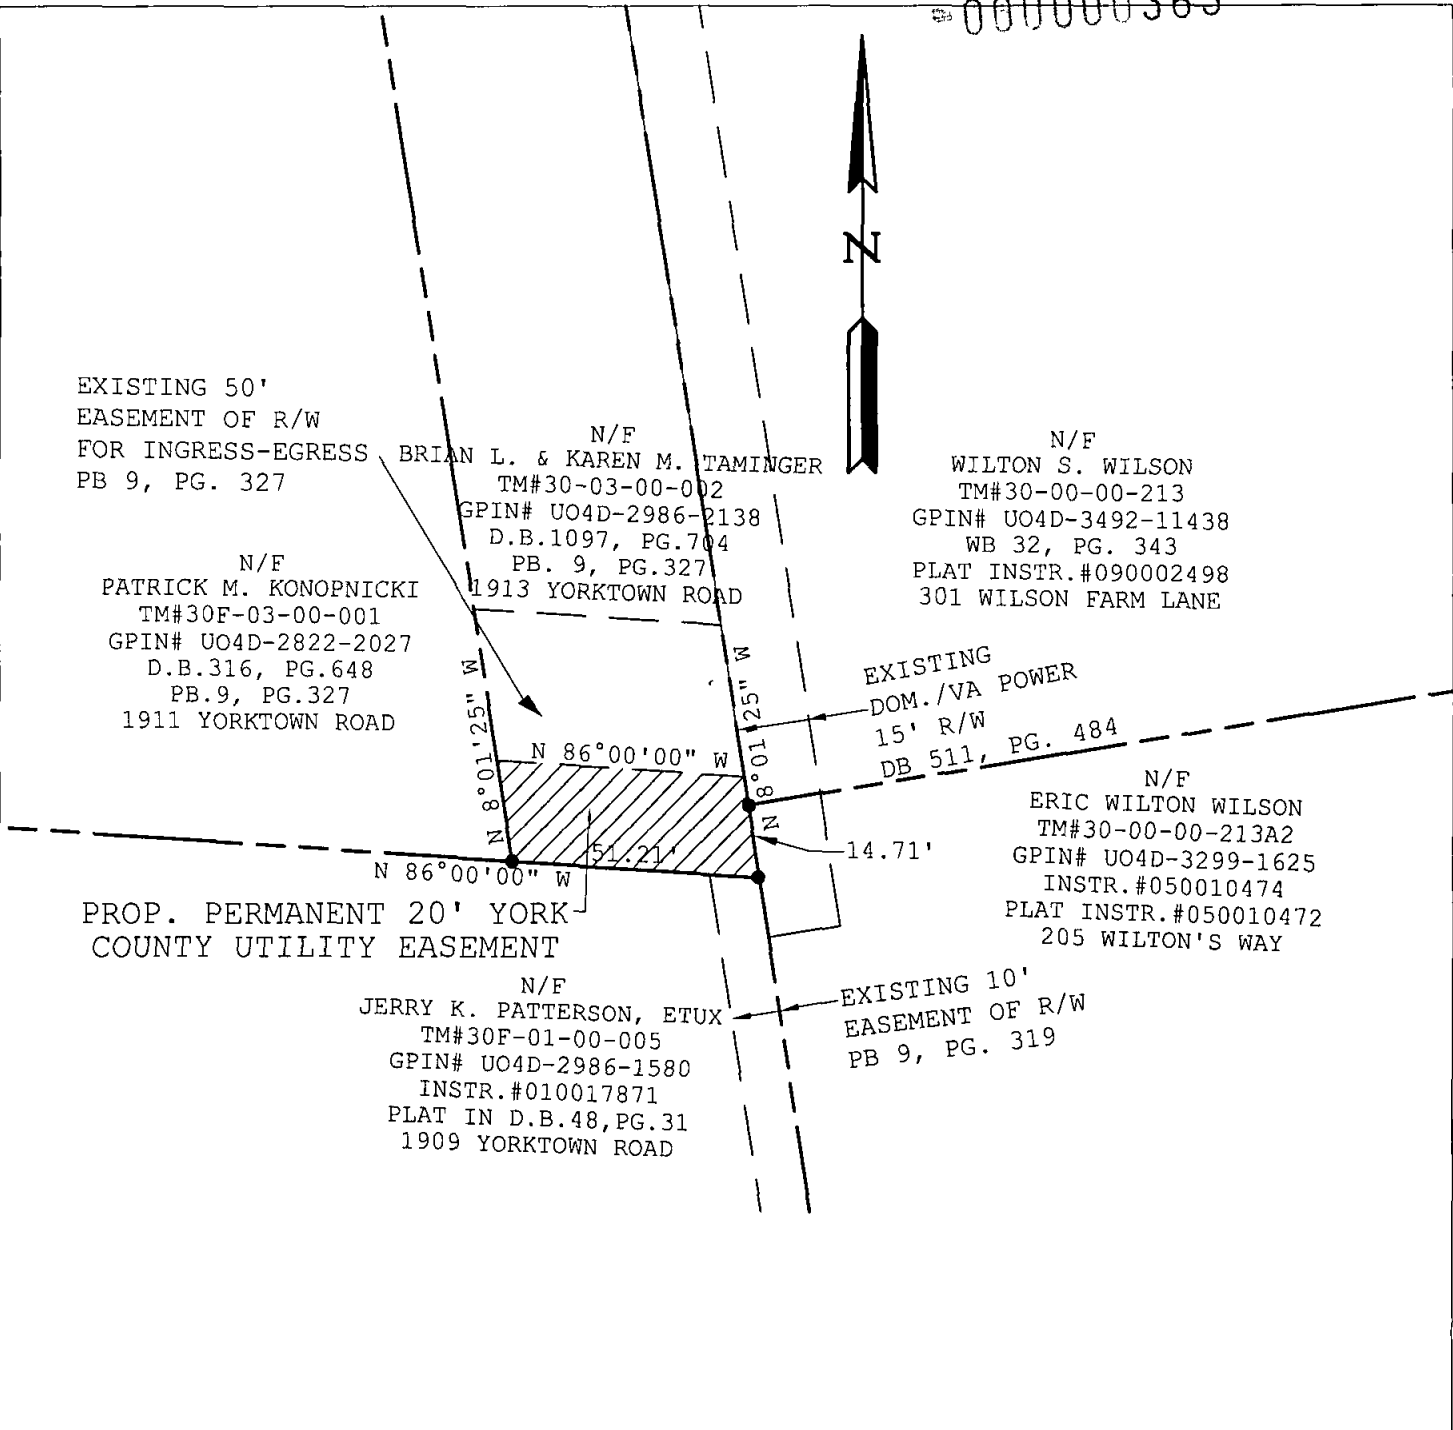 N
EXISTING 50'
EASEMENT OF R/W
FOR INGRESS-EGRESS
PB 9, PG. 327
N/F
BRIAN L. & KAREN M. TAMINGER
TM#30-03-00-002
GPIN# UO4D-2986-2138
D.B.1097, PG.704
PB. 9, PG.327
1913 YORKTOWN ROAD
N/F
WILTON S. WILSON
TM#30-00-00-213
GPIN# UO4D-3492-11438
WB 32, PG. 343
PLAT INSTR.#090002498
301 WILSON FARM LANE
N/F
PATRICK M. KONOPNICKI
TM#30F-03-00-001
GPIN# UO4D-2822-2027
D.B.316, PG.648
PB.9, PG.327
1911 YORKTOWN ROAD
N 8°01'25" W
N 8°01'25" W
EXISTING
DOM./VA POWER
15' R/W
DB 511, PG. 484
N 86°00'00" W
N/F
ERIC WILTON WILSON
TM#30-00-00-213A2
GPIN# UO4D-3299-1625
INSTR.#050010474
PLAT INSTR.#050010472
205 WILTON'S WAY
51.21'
14.71'
N 86°00'00" W
PROP. PERMANENT 20' YORK
COUNTY UTILITY EASEMENT
N/F
JERRY K. PATTERSON, ETUX
TM#30F-01-00-005
GPIN# UO4D-2986-1580
INSTR.#010017871
PLAT IN D.B.48,PG.31
1909 YORKTOWN ROAD
EXISTING 10'
EASEMENT OF R/W
PB 9, PG. 319